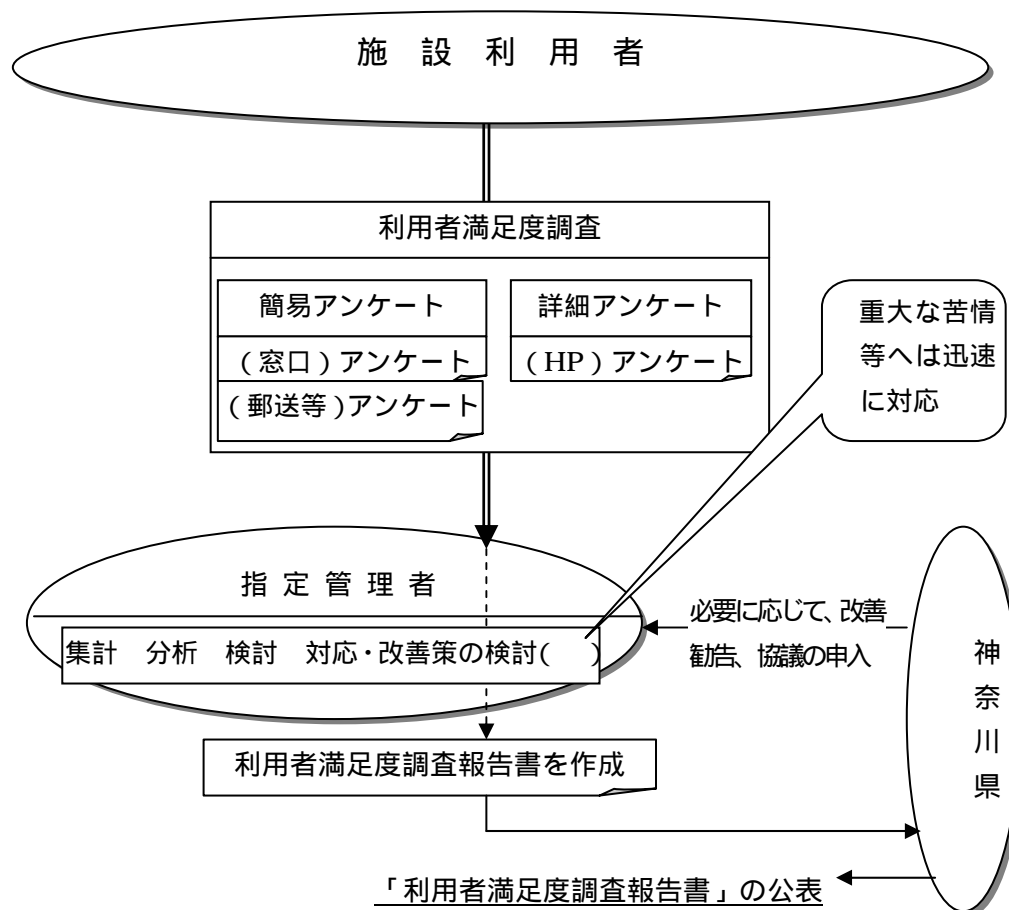 施 設 利 用 者
利用者満足度調査
簡易アンケート
(窓口)アンケート
(郵送等)アンケート
詳細アンケート
(HP)アンケート
重大な苦情
等へは迅速
に対応
指 定 管 理 者
集計 分析 検討 対応・改善策の検討( )
必要に応じて、改善
勧告、協議の申入
神奈川県
利用者満足度調査報告書を作成
「利用者満足度調査報告書」の公表